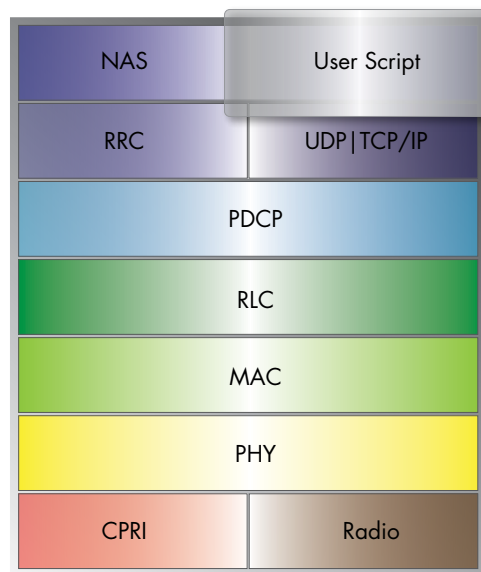 NAS User Script
RRC UDP|TCP/IP
PDCP
RLC
MAC
PHY
CPRI Radio